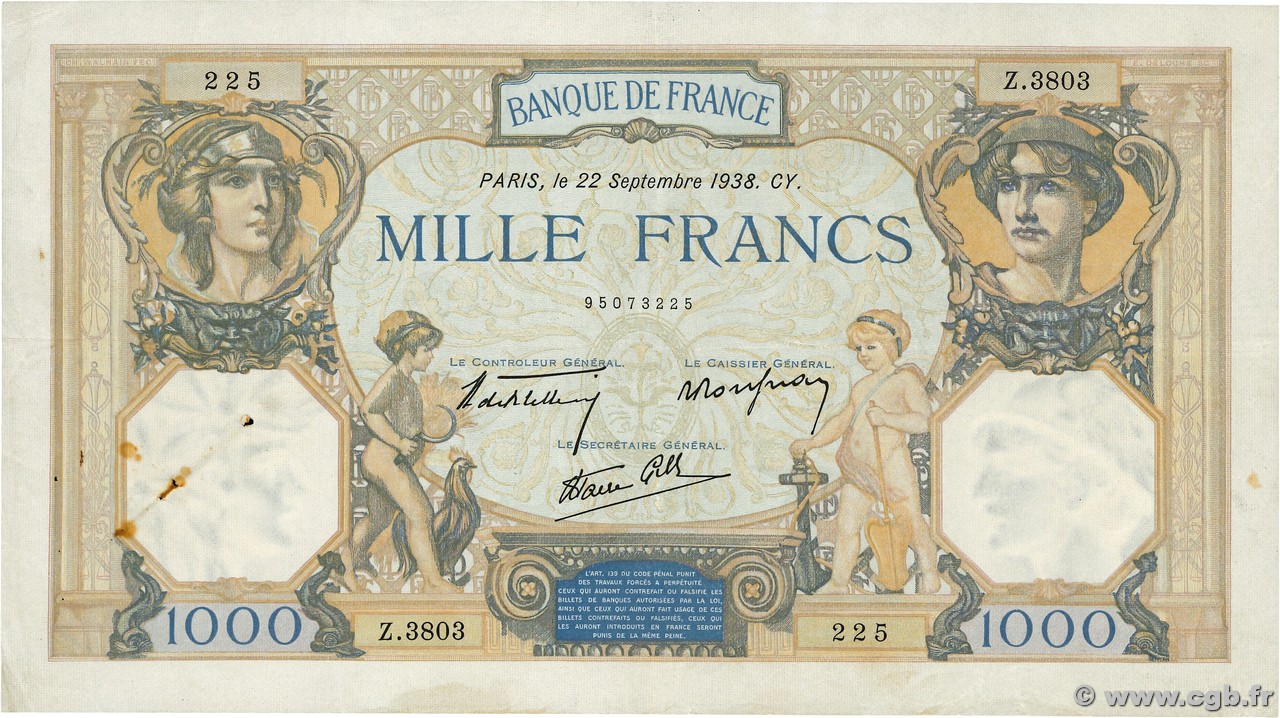 225
Z.3803
BANQUE DE FRANCE
PARIS, le 22 Septembre 1938. CY.
MILLE FRANCS
95073225
LE CONTROLEUR GÉNÉRAL.
LE CAISSIER GÉNÉRAL.
LE SECRÉTAIRE GÉNÉRAL.
L'ART. 139 DU CODE PÉNAL PUNIT
DES TRAVAUX FORCÉS A PERPÉTUITÉ
CEUX QUI AURONT CONTREFAIT OU FALSIFIÉ LES
BILLETS DE BANQUES AUTORISÉES PAR LA LOI,
AINSI QUE CEUX QUI AURONT FAIT USAGE DE CES
BILLETS CONTREFAITS OU FALSIFIÉS, CEUX QUI
LES AURONT INTRODUITS EN FRANCE SERONT
PUNIS DE LA MÊME PEINE.
1000
Z.3803
225
1000
© www.cgb.fr